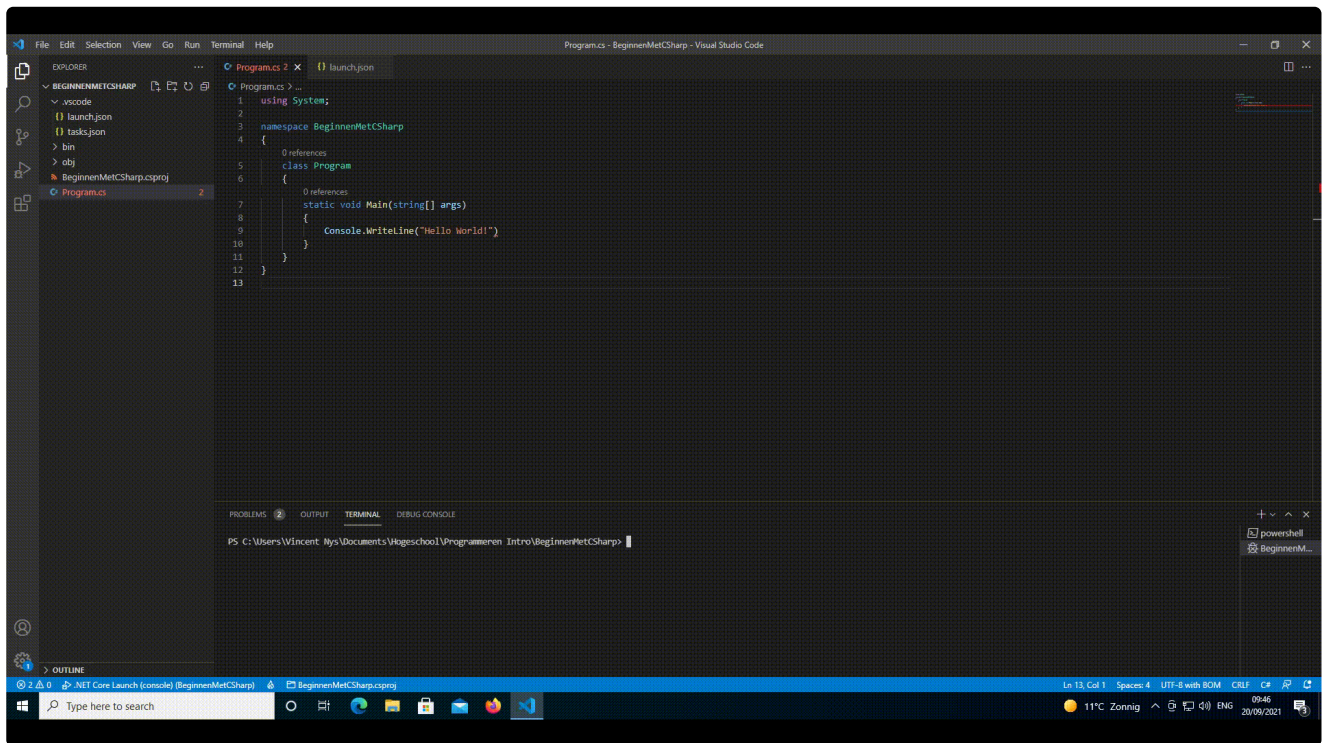 File Edit Selection View Go Run Terminal Help
Program.cs - BeginnenMetCSharp - Visual Studio Code
EXPLORER
BEGINNENMETCSHARP
.vscode
{} launch.json
{} tasks.json
bin
obj
BeginnenMetCSharp.csproj
Program.cs 2
Program.cs 2 {} launch.json
Program.cs > ...
1 using System;
2
3 namespace BeginnenMetCSharp
4 {
0 references
5 class Program
6 {
0 references
7 static void Main(string[] args)
8 {
9 Console.WriteLine("Hello World!")
10 }
11 }
12 }
13
PROBLEMS 2 OUTPUT TERMINAL DEBUG CONSOLE
PS C:\Users\Vincent Nys\Documents\Hogeschool\Programmeren Intro\BeginnenMetCSharp>
powershell
BeginnenM...
1
OUTLINE
2 0 .NET Core Launch (console) (BeginnenMetCSharp) BeginnenMetCSharp.csproj
Ln 13, Col 1 Spaces: 4 UTF-8 with BOM CRLF C#
Type here to search
11°C Zonnig ENG
09:46
20/09/2021
3